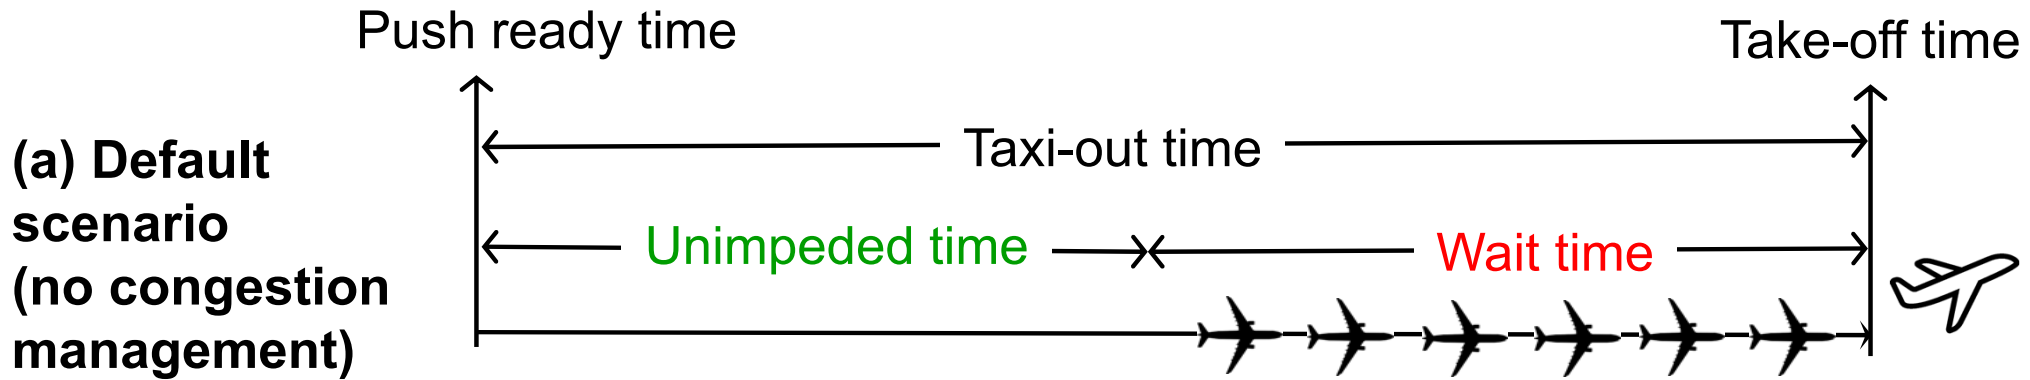 Push ready time
Take-off time
Taxi-out time
(a) Default
scenario
(no congestion
management)
Unimpeded time
Wait time